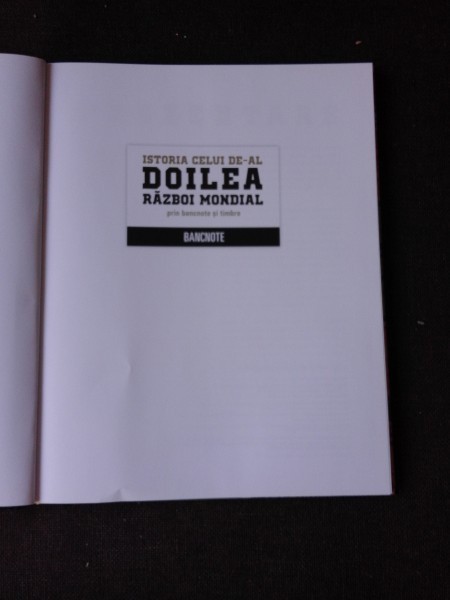 ISTORIA CELUI DE-AL
DOILEA
RĂZBOI MONDIAL
prin bancnote și timbre
BANCNOTE